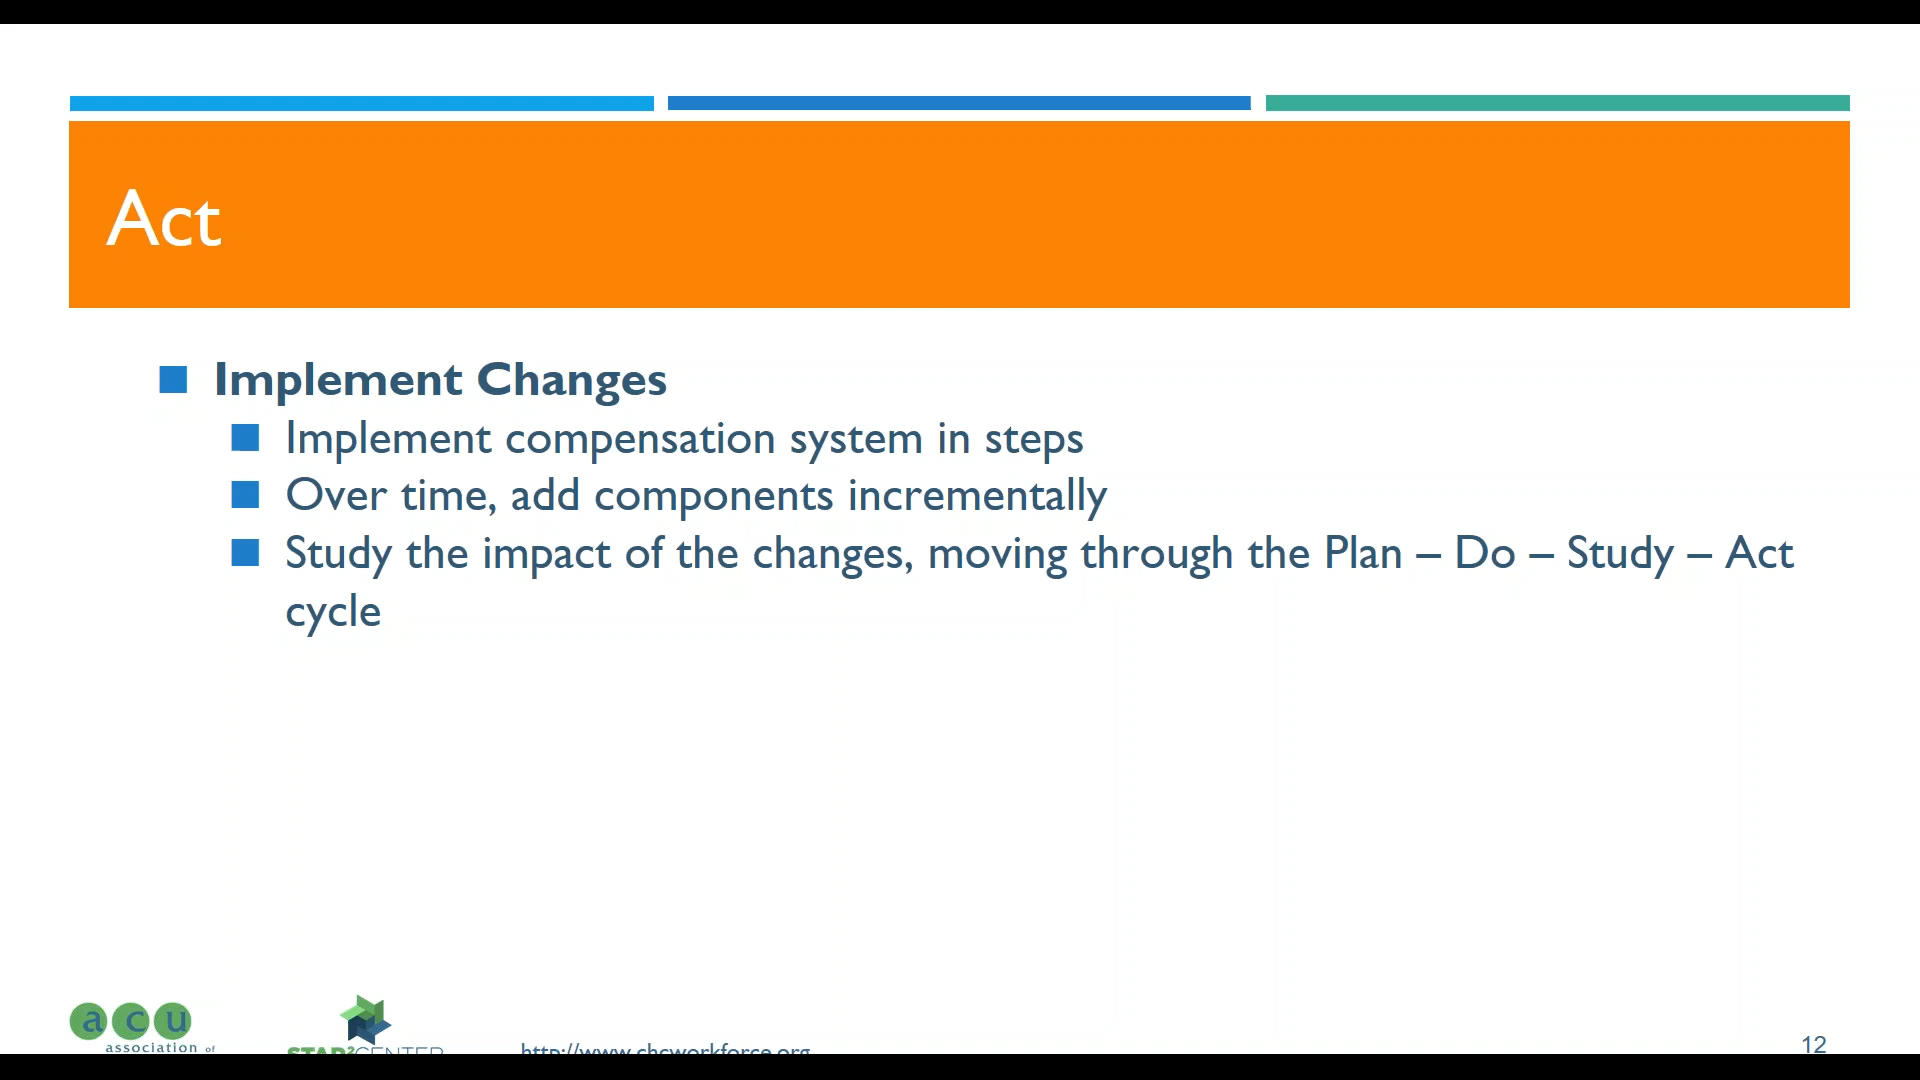 Act
Implement Changes
Implement compensation system in steps
Over time, add components incrementally
Study the impact of the changes, moving through the Plan – Do – Study – Act
cycle
acu
association of
STAR²CENTER
http://www.chcworkforce.org
12